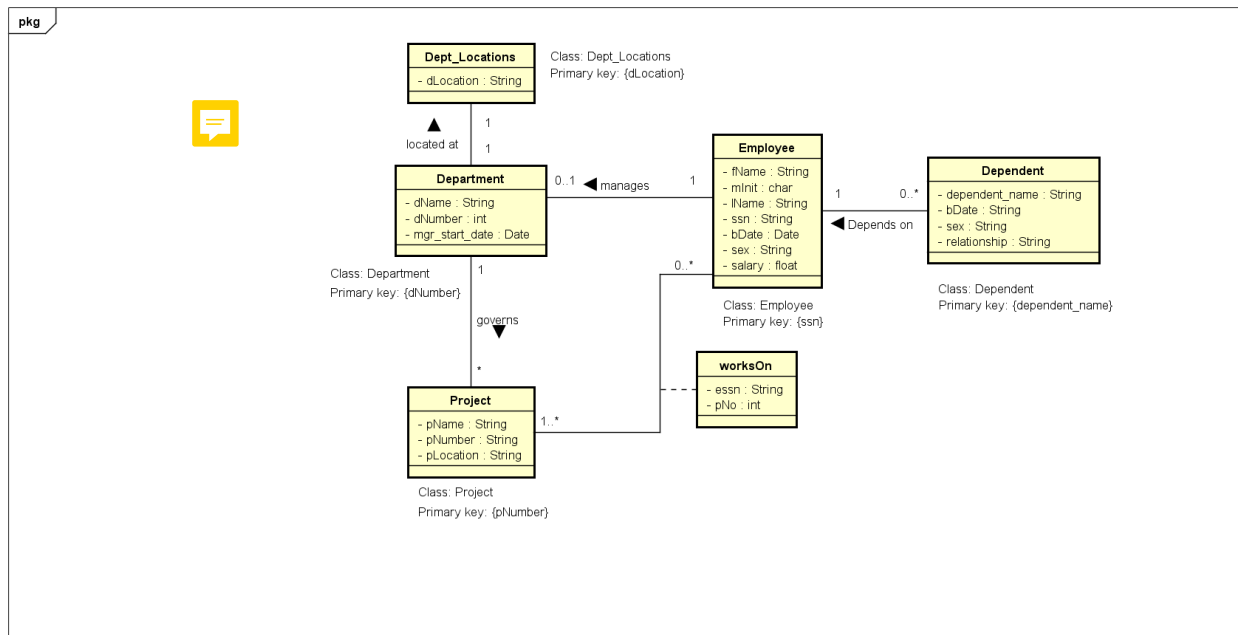 pkg
Dept_Locations
- dLocation : String
Class: Dept_Locations
Primary key: {dLocation}
1
located at
1
Department
- dName : String
- dNumber : int
- mgr_start_date : Date
Class: Department
Primary key: {dNumber}
0..1
manages
1
Employee
- fName : String
- mInit : char
- lName : String
- ssn : String
- bDate : Date
- sex : String
- salary : float
Class: Employee
Primary key: {ssn}
1
0..*
Depends on
Dependent
- dependent_name : String
- bDate : String
- sex : String
- relationship : String
Class: Dependent
Primary key: {dependent_name}
1
governs
*
0..*
worksOn
- essn : String
- pNo : int
1..*
Project
- pName : String
- pNumber : String
- pLocation : String
Class: Project
Primary key: {pNumber}